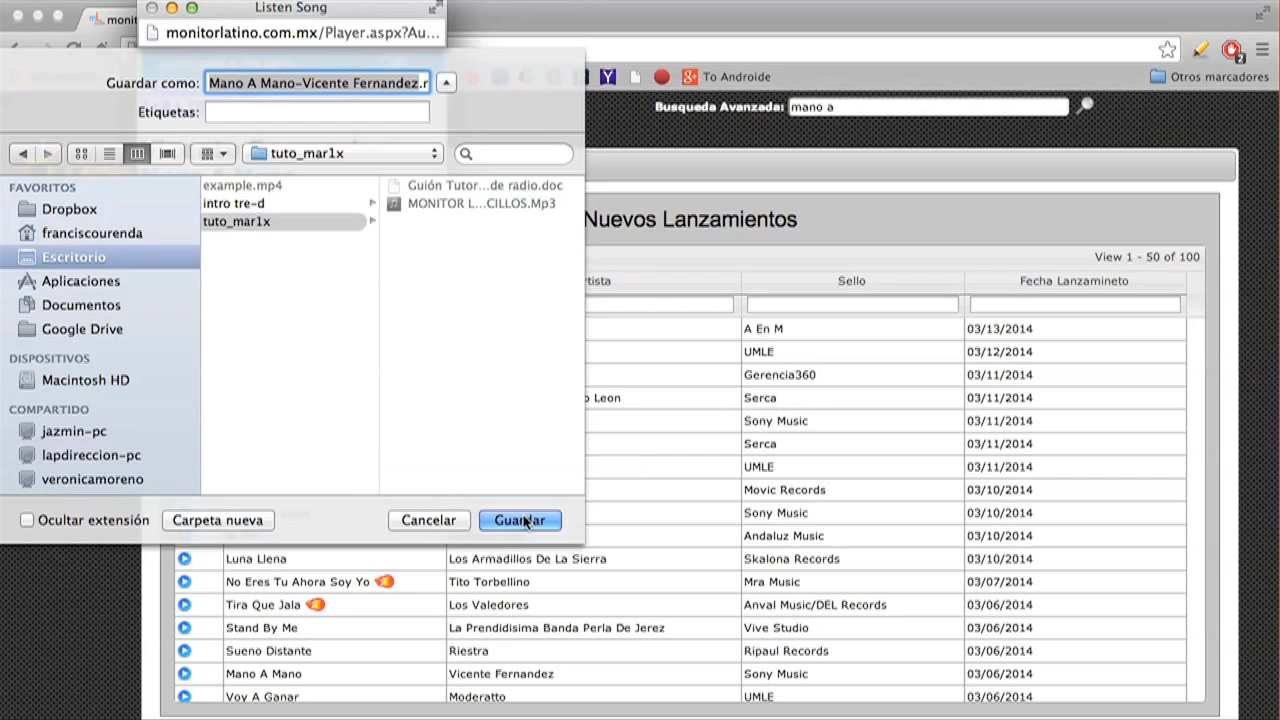 Listen Song
monit
monitorlatino.com.mx/Player.aspx?Au...
Guardar como: Mano A Mano-Vicente Fernandez.r
Etiquetas:
To Androide
Otros marcadores
2
Busqueda Avanzada: mano a
tuto_mar1x
FAVORITOS
Dropbox
franciscourenda
Escritorio
Aplicaciones
Documentos
Google Drive
DISPOSITIVOS
Macintosh HD
COMPARTIDO
jazmin-pc
lapdireccion-pc
veronicamoreno
example.mp4
intro tre-d
tuto_mar1x
Guión Tutor...de radio.doc
MONITOR L...CILLOS.Mp3
Ocultar extensión
Carpeta nueva
Cancelar
Guardar
Nuevos Lanzamientos
View 1 - 50 of 100
rtista Sello Fecha Lanzamineto
A En M 03/13/2014
UMLE 03/12/2014
Gerencia360 03/11/2014
o Leon Serca 03/11/2014
Sony Music 03/11/2014
Serca 03/11/2014
UMLE 03/11/2014
Movic Records 03/10/2014
Sony Music 03/10/2014
Andaluz Music 03/10/2014
Luna Llena Los Armadillos De La Sierra Skalona Records 03/10/2014
No Eres Tu Ahora Soy Yo Tito Torbellino Mra Music 03/07/2014
Tira Que Jala Los Valedores Anval Music/DEL Records 03/06/2014
Stand By Me La Prendidisima Banda Perla De Jerez Vive Studio 03/06/2014
Sueno Distante Riestra Ripaul Records 03/06/2014
Mano A Mano Vicente Fernandez Sony Music 03/06/2014
Voy A Ganar Moderatto UMLE 03/06/2014